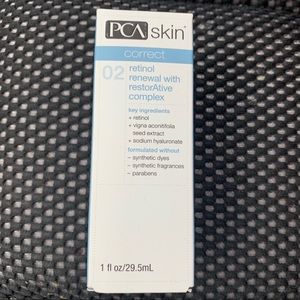 PCA skin
correct
02
retinol
renewal with
restorAtive
complex
key ingredients
+ retinol
+ vigna aconitifolia
seed extract
+ sodium hyaluronate
formulated without
– synthetic dyes
– synthetic fragrances
– parabens
1 fl oz/29.5mL